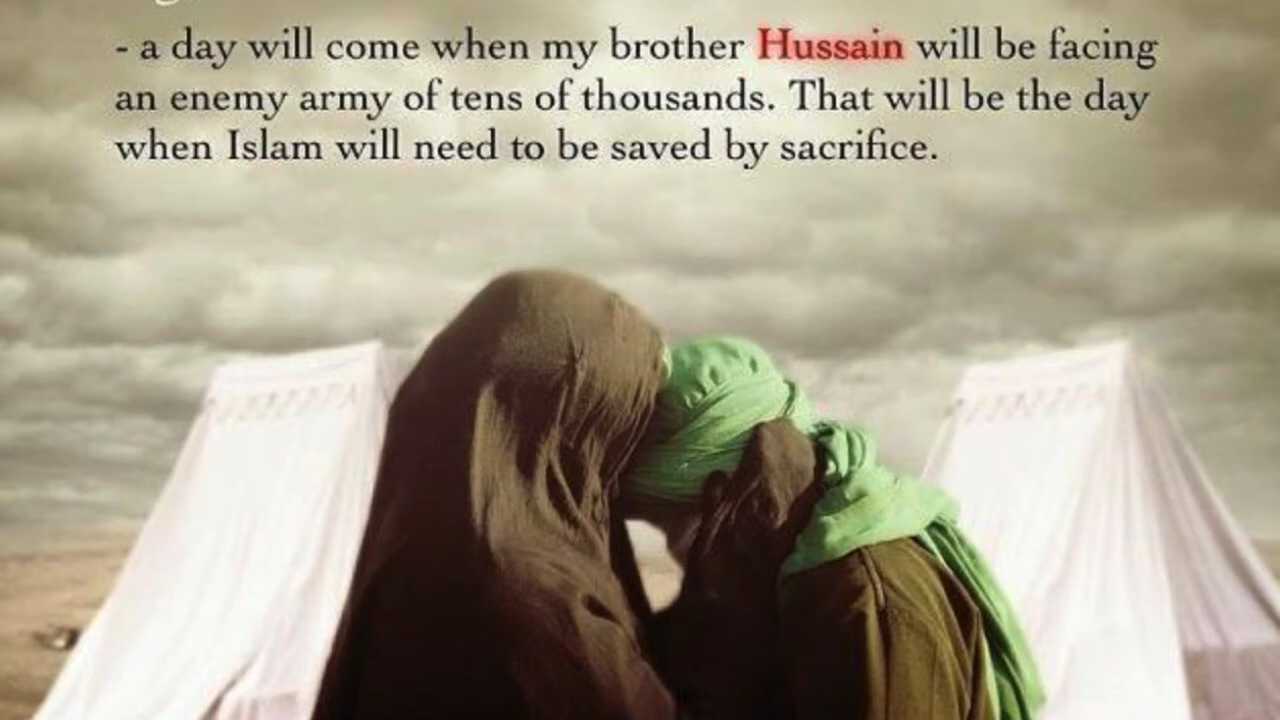 - a day will come when my brother Hussain will be facing
an enemy army of tens of thousands. That will be the day
when Islam will need to be saved by sacrifice.